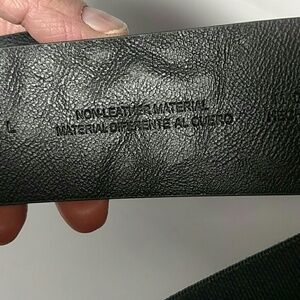 L
NON-LEATHER MATERIAL
MATERIAL DIFERENTE AL CUERO